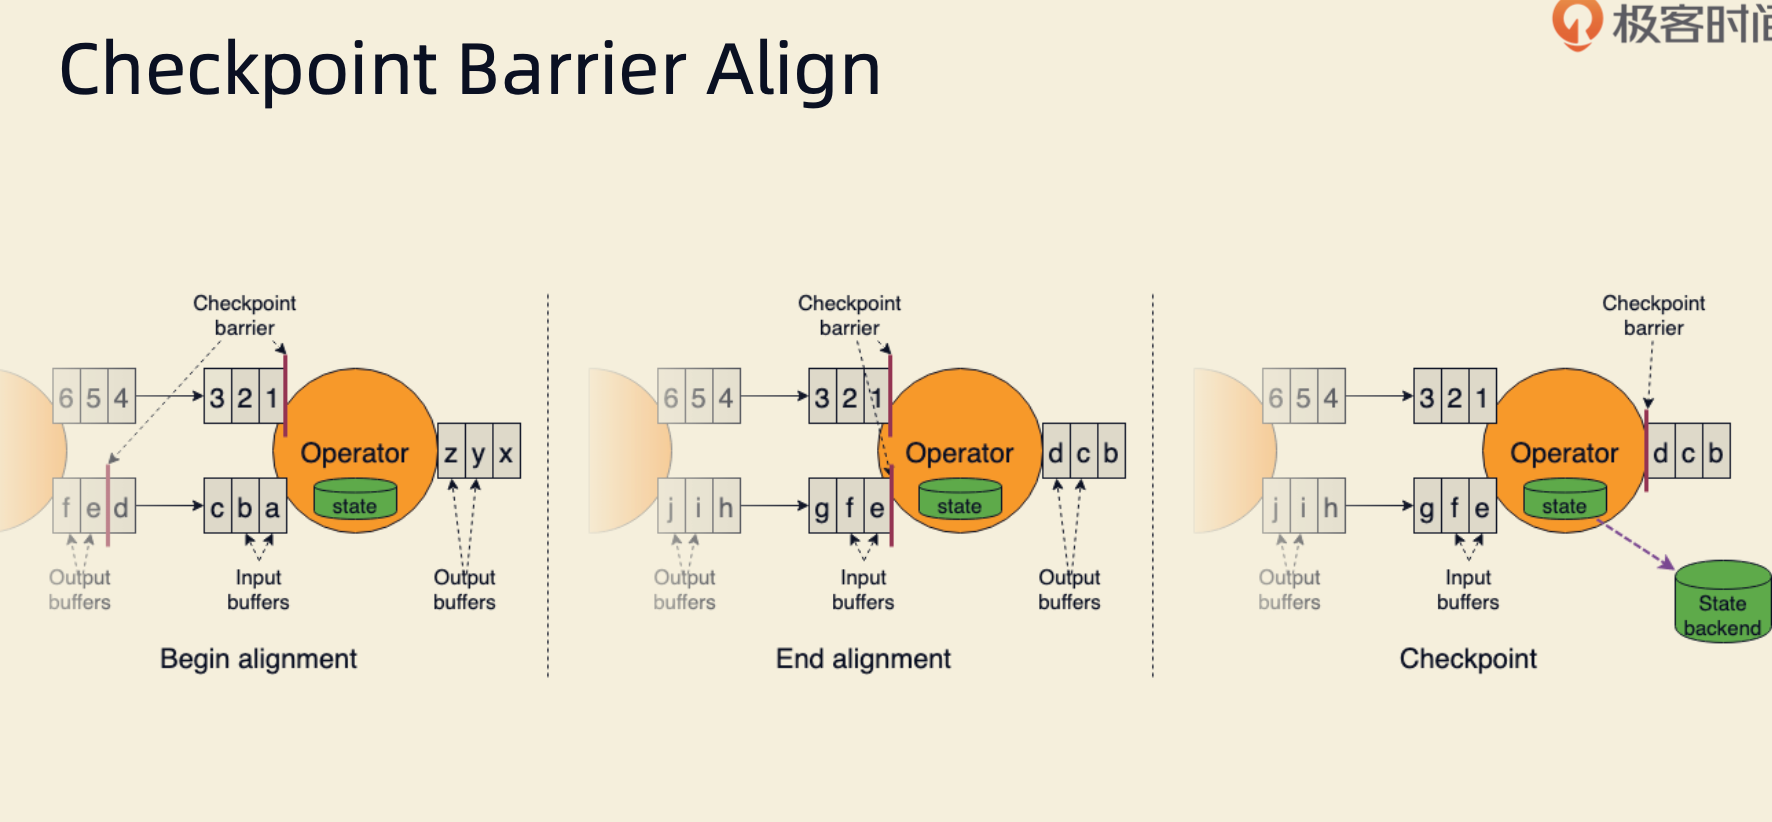 极客时间
Checkpoint Barrier Align
Checkpoint
barrier
6 5 4
3 2 1
Operator
z y x
state
f e d
c b a
Output
buffers
Input
buffers
Output
buffers
Begin alignment
Checkpoint
barrier
6 5 4
3 2 1
Operator
d c b
state
j i h
g f e
Output
buffers
Input
buffers
Output
buffers
End alignment
Checkpoint
barrier
6 5 4
3 2 1
Operator
d c b
state
j i h
g f e
Output
buffers
Input
buffers
State
backend
Checkpoint